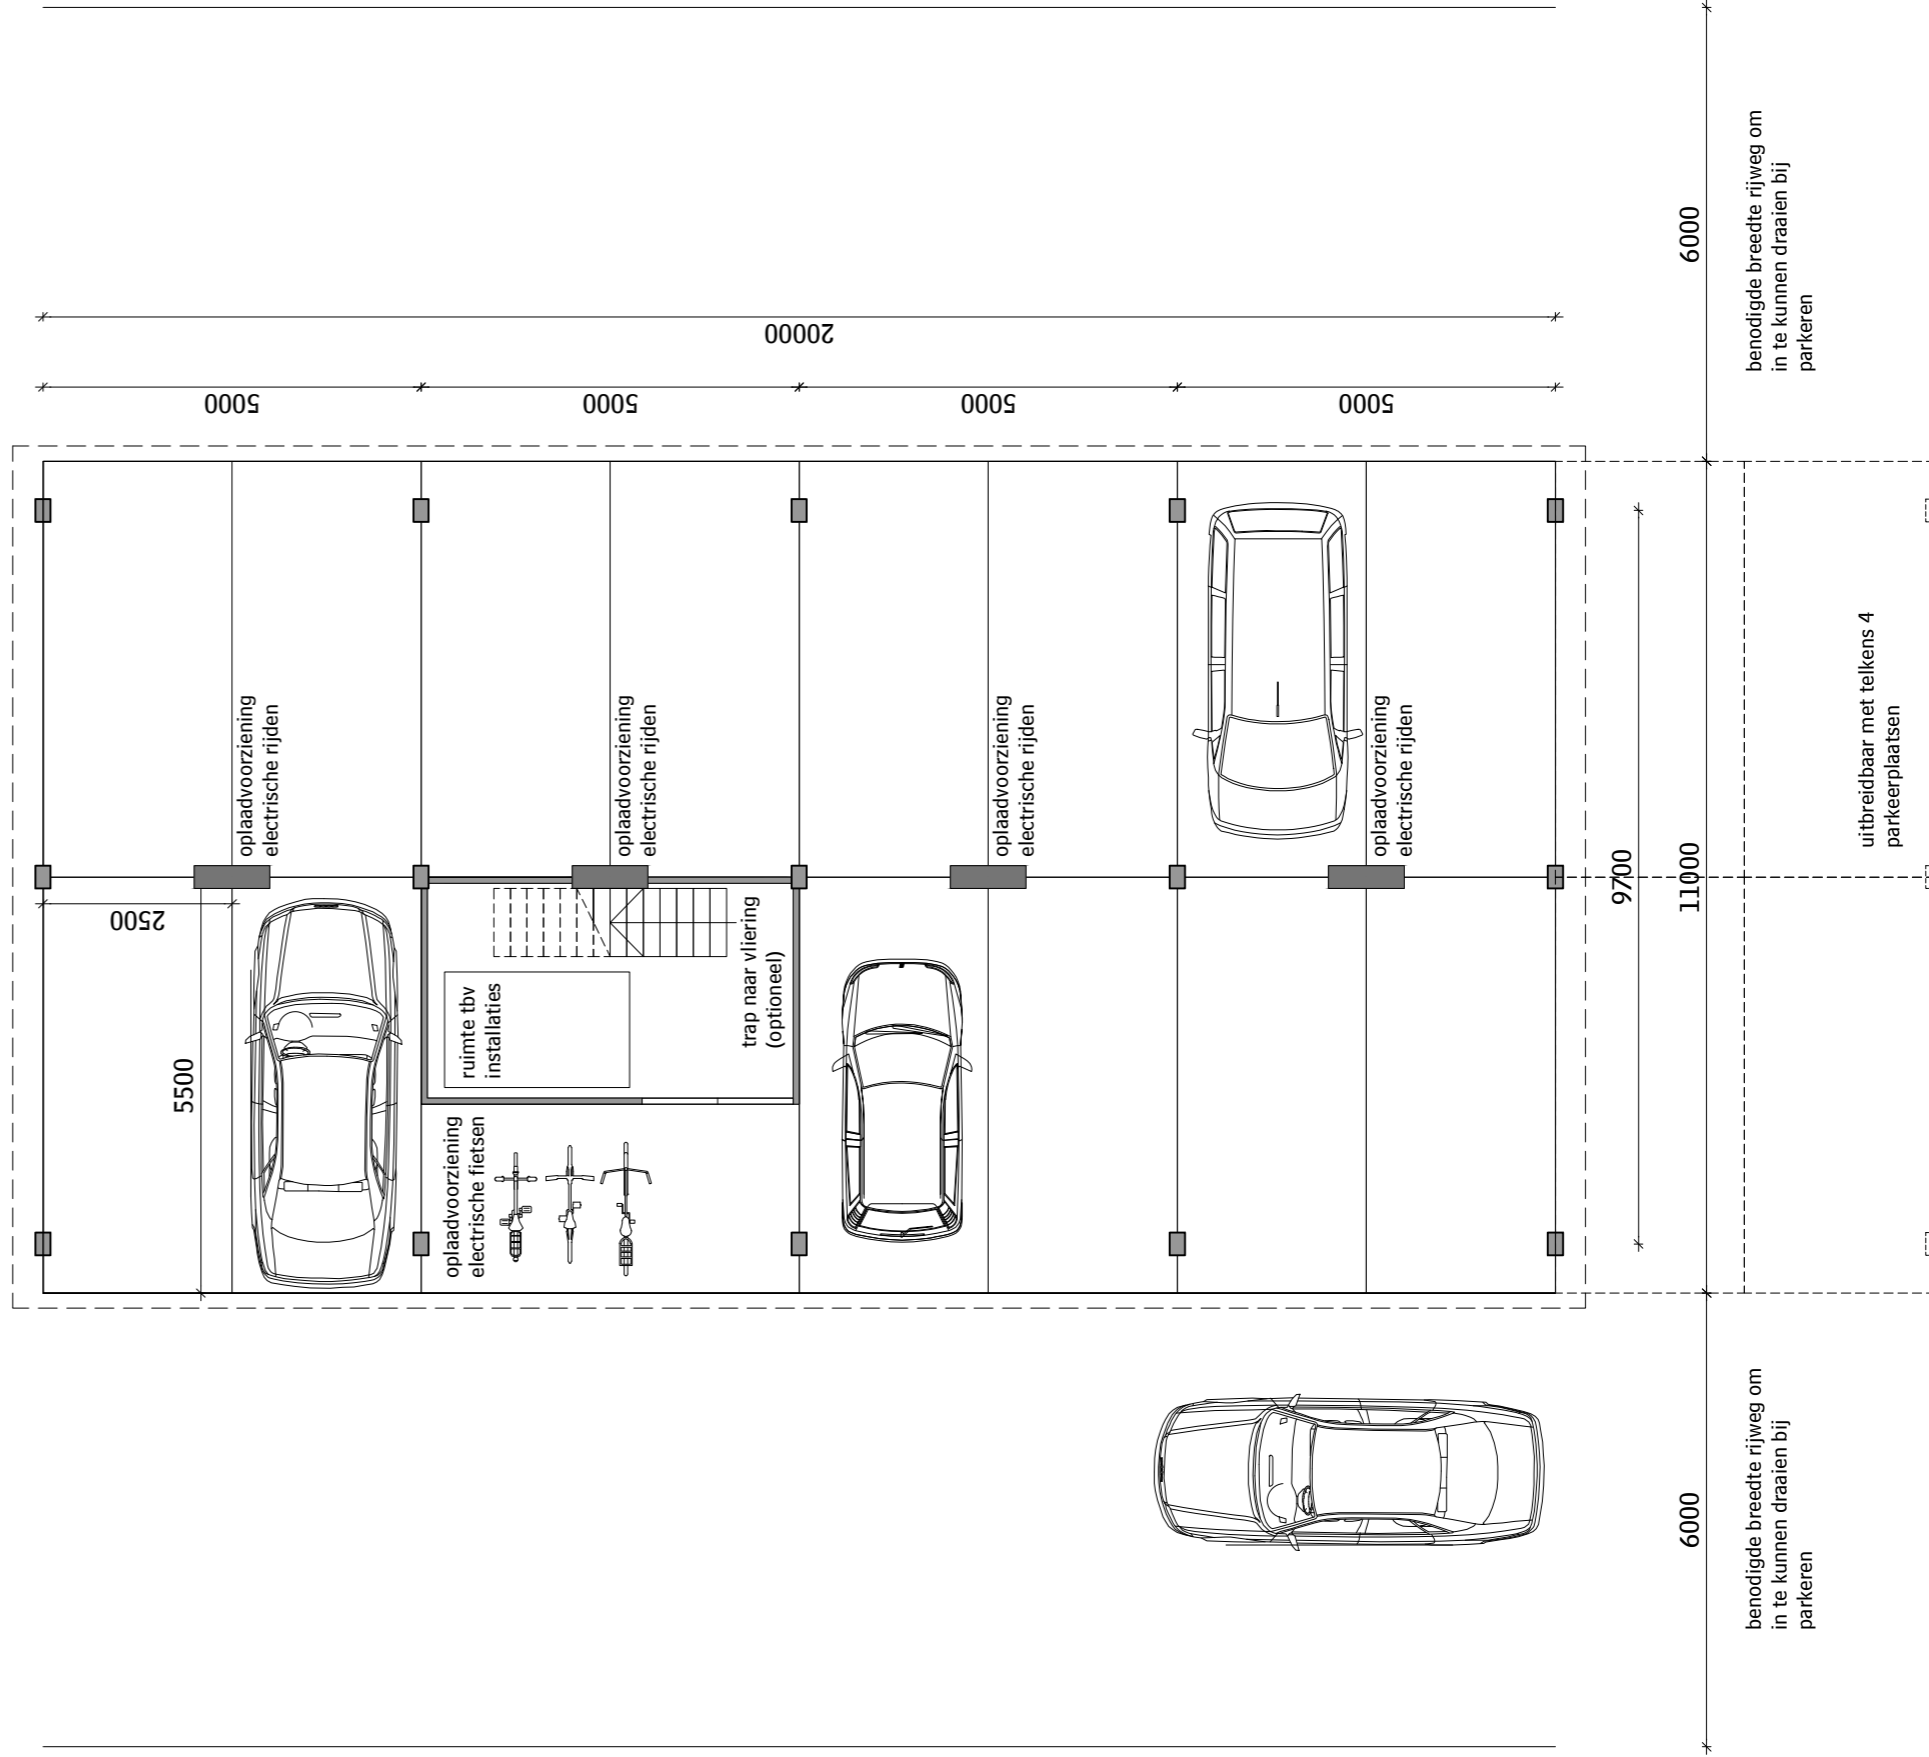 20000
5000
5000
5000
5000
2500
5500
oplaadvoorziening
electrische rijden
oplaadvoorziening
electrische rijden
oplaadvoorziening
electrische rijden
oplaadvoorziening
electrische rijden
ruimte tbv
installaties
trap naar vliering
(optioneel)
oplaadvoorziening
electrische fietsen
9700
11000
6000
6000
benodigde breedte rijweg om
in te kunnen draaien bij
parkeren
uitbreidbaar met telkens 4
parkeerplaatsen
benodigde breedte rijweg om
in te kunnen draaien bij
parkeren